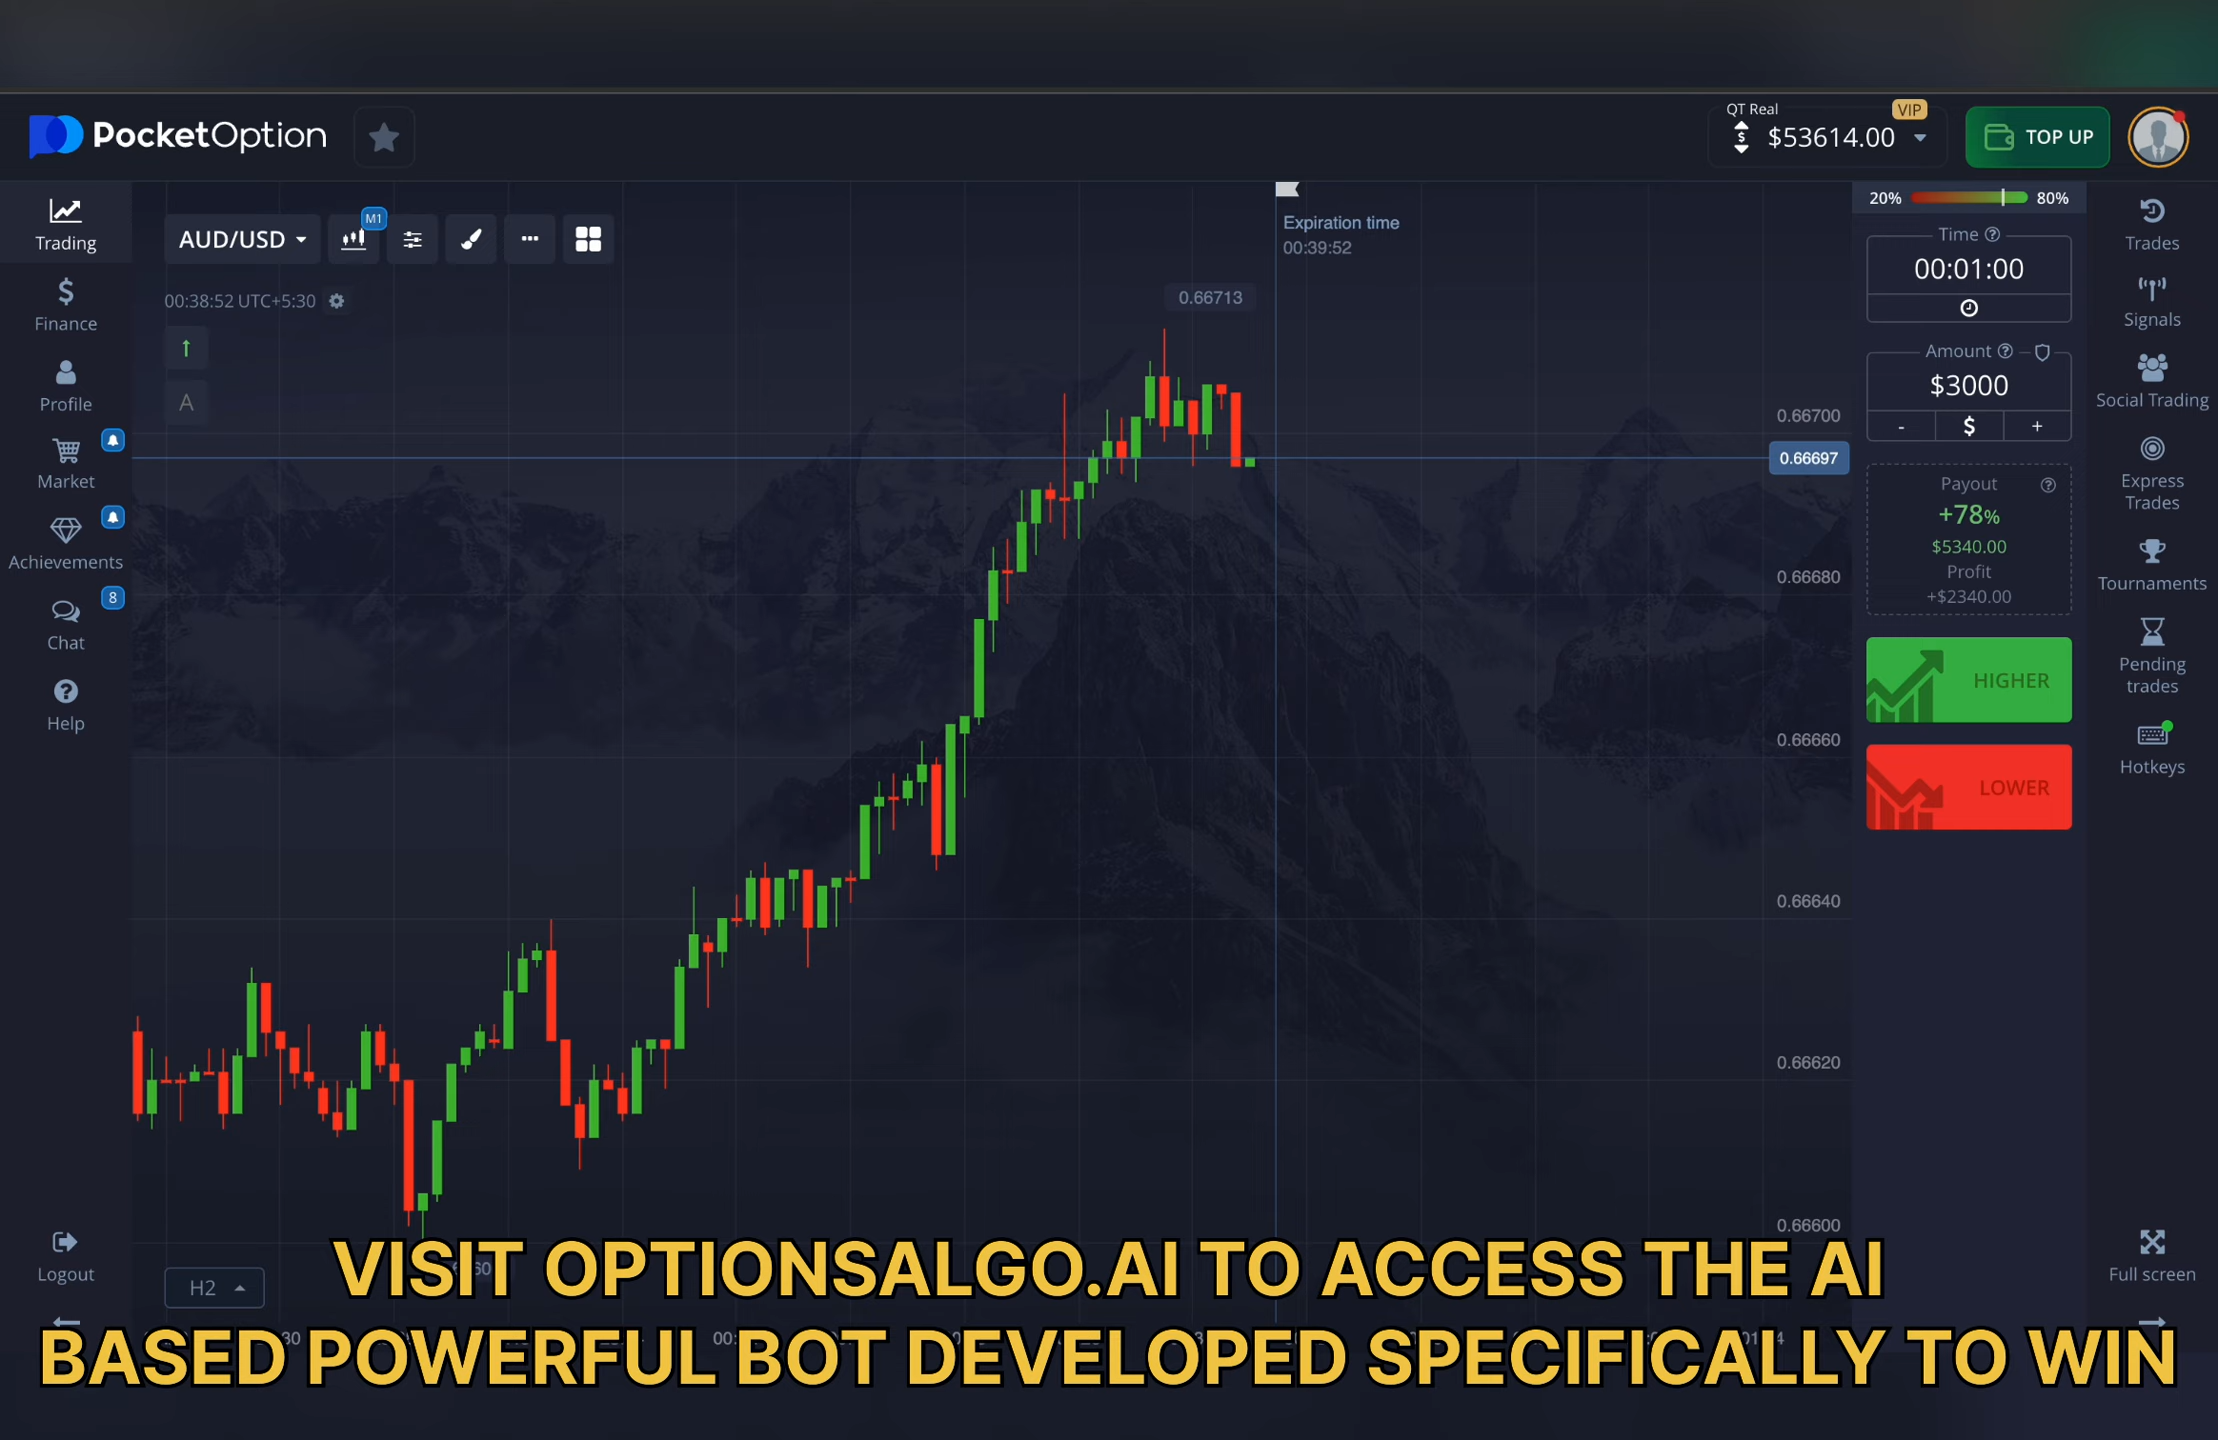 PocketOption
QT Real
VIP
$53614.00
TOP UP
Trading
Finance
Profile
Market
Achievements
8
Chat
Help
Logout
AUD/USD
M1
00:38:52 UTC+5:30
A
Expiration time
00:39:52
0.66713
0.66700
0.66697
0.66680
0.66660
0.66640
0.66620
0.66600
20%
80%
Time
00:01:00
Amount
$3000
- $ +
Payout
+78%
$5340.00
Profit
+$2340.00
HIGHER
LOWER
Trades
Signals
Social Trading
Express
Trades
Tournaments
Pending
trades
Hotkeys
Full screen
H2
VISIT OPTIONSALGO.AI TO ACCESS THE AI
BASED POWERFUL BOT DEVELOPED SPECIFICALLY TO WIN